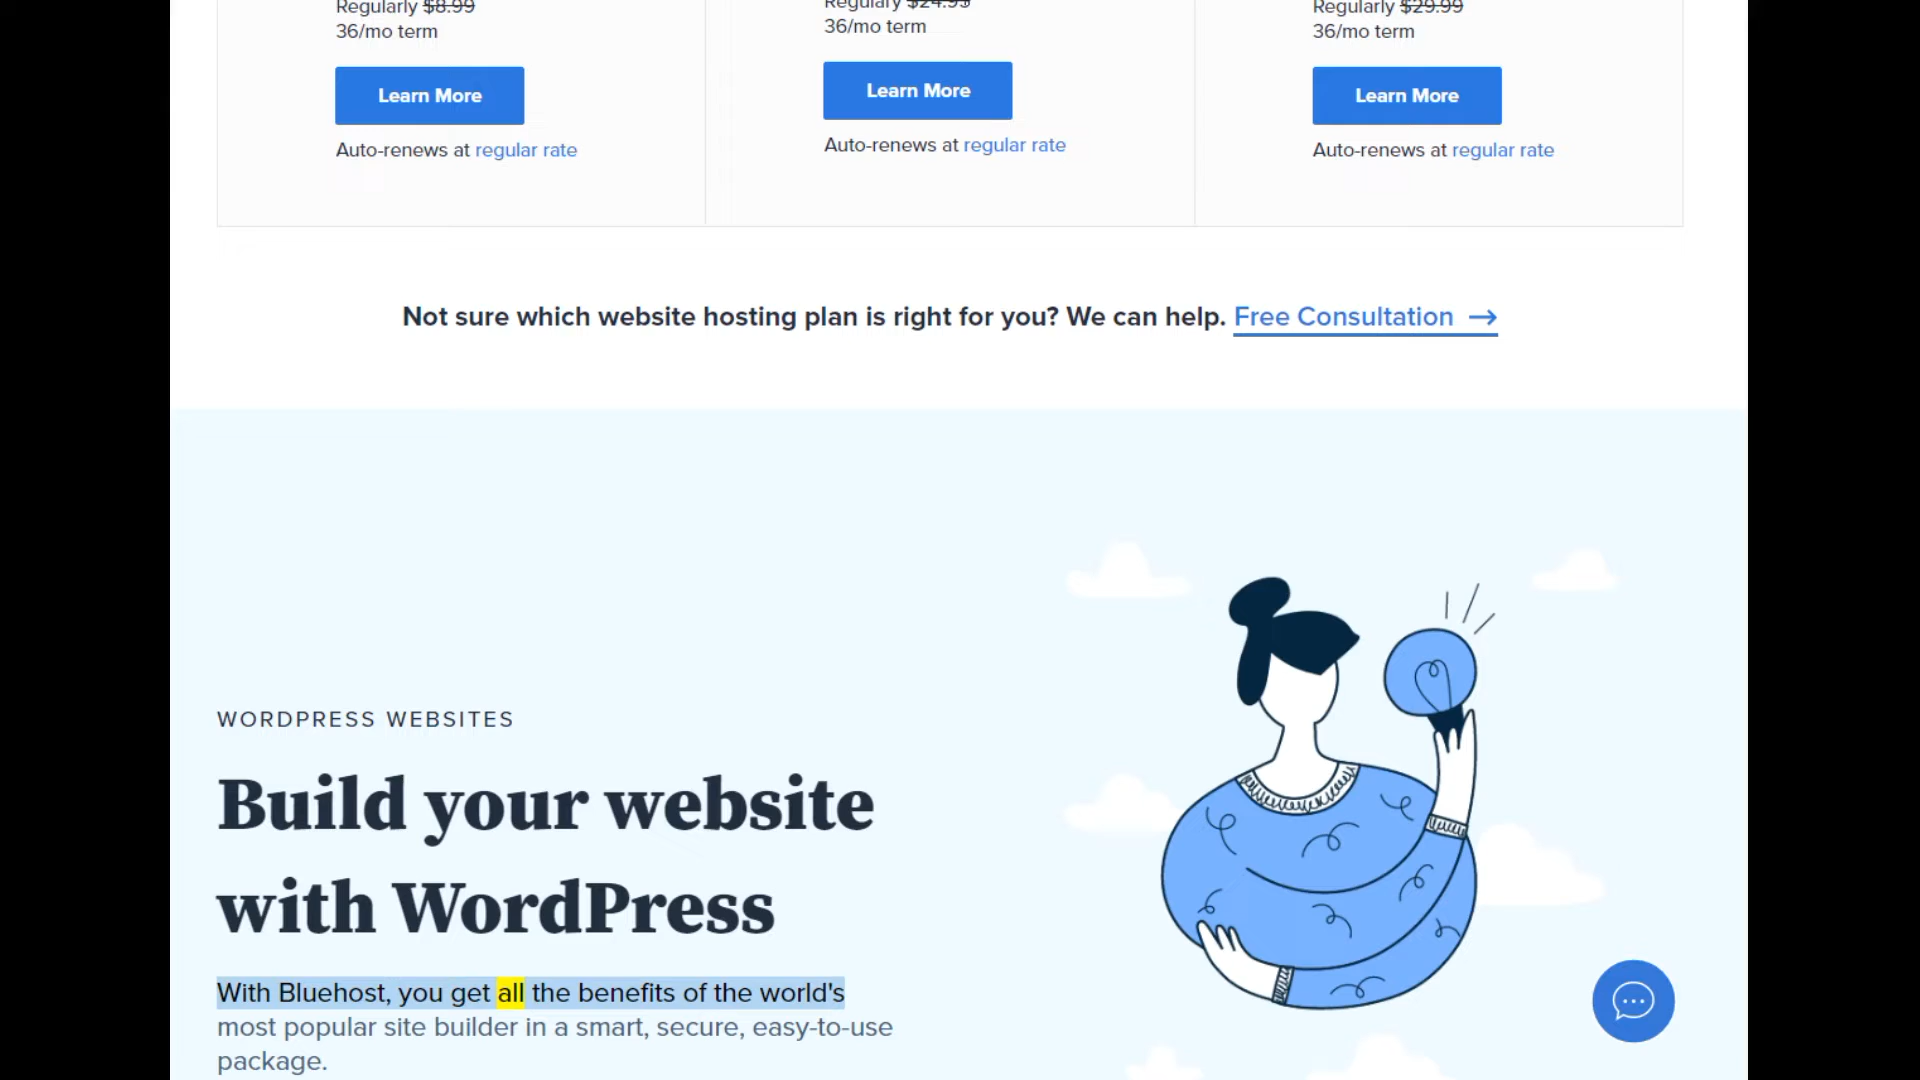 Regularly $8.99
36/mo term
Learn More
Auto-renews at regular rate
Regulary $24.95
36/mo term
Learn More
Auto-renews at regular rate
Regularly $29.99
36/mo term
Learn More
Auto-renews at regular rate
Not sure which website hosting plan is right for you? We can help. Free Consultation →
WORDPRESS WEBSITES
Build your website
with WordPress
With Bluehost, you get all the benefits of the world's
most popular site builder in a smart, secure, easy-to-use
package.